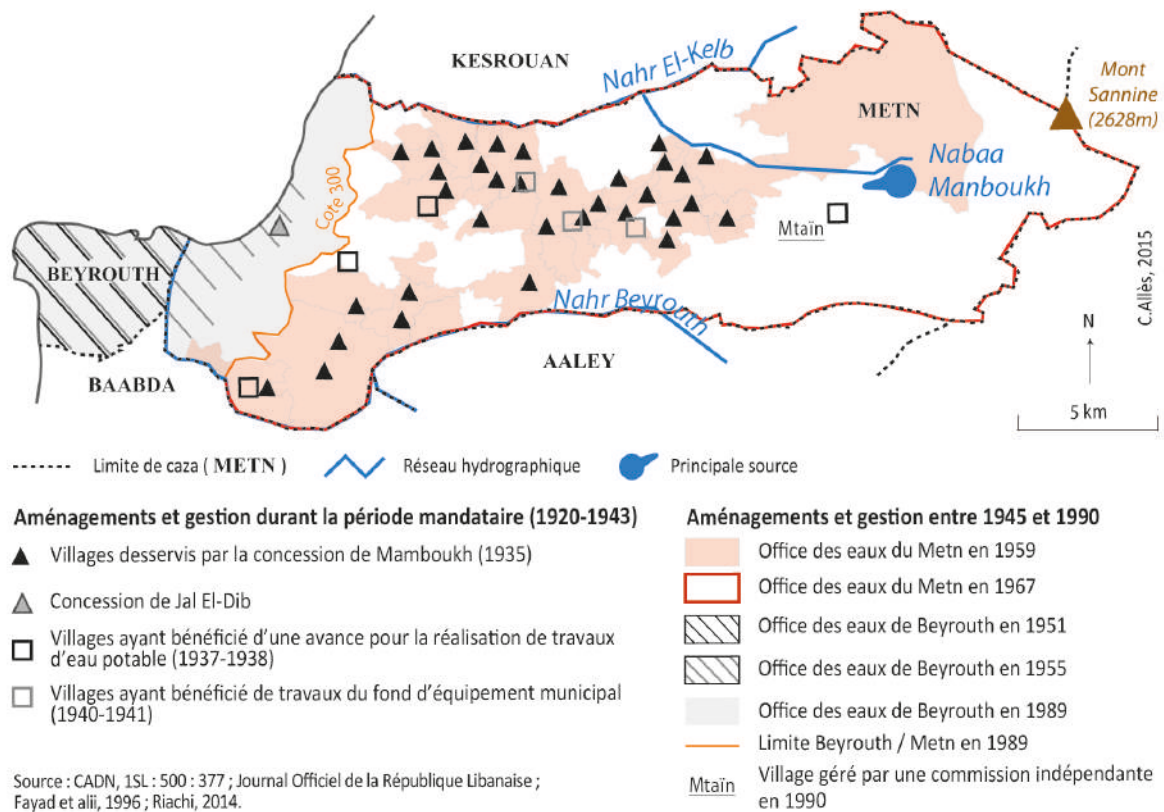 KESROUAN
Nahr El-Kelb
METN
Mont
Sannine
(2628m)
Nabaa
Manboukh
Cote 300
Mtaïn
BEYROUTH
Nahr Beyrouth
BAABDA
AALEY
C.Allès, 2015
N
5 km
Limite de caza ( METN )
Réseau hydrographique
Principale source
Aménagements et gestion durant la période mandataire (1920-1943)
Villages desservis par la concession de Mamboukh (1935)
Concession de Jal El-Dib
Villages ayant bénéficié d'une avance pour la réalisation de travaux
d'eau potable (1937-1938)
Villages ayant bénéficié de travaux du fond d'équipement municipal
(1940-1941)
Source : CADN, 1SL : 500 : 377 ; Journal Officiel de la République Libanaise ;
Fayad et alii, 1996 ; Riachi, 2014.
Aménagements et gestion entre 1945 et 1990
Office des eaux du Metn en 1959
Office des eaux du Metn en 1967
Office des eaux de Beyrouth en 1951
Office des eaux de Beyrouth en 1955
Office des eaux de Beyrouth en 1989
Limite Beyrouth / Metn en 1989
Mtaïn
Village géré par une commission indépendante
en 1990